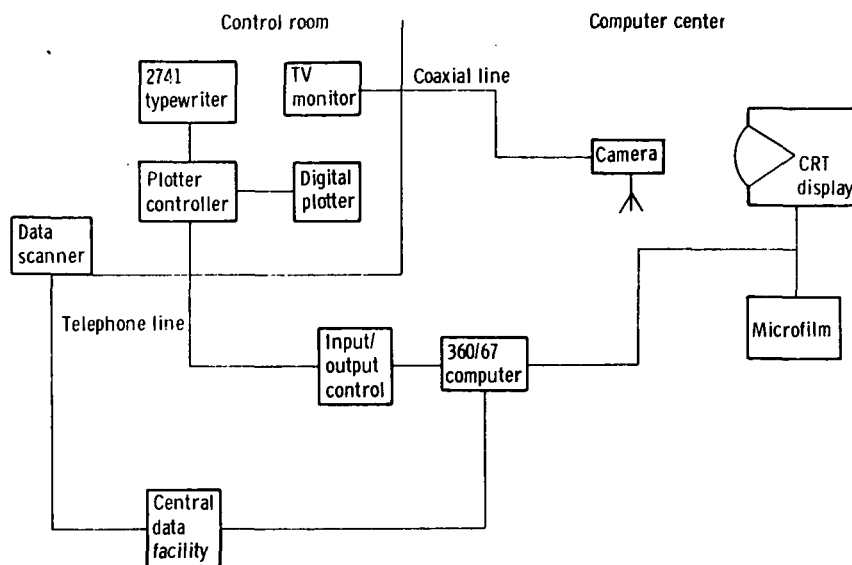 Control room
Computer center
2741
typewriter
TV
monitor
Coaxial line
Camera
CRT
display
Plotter
controller
Digital
plotter
Data
scanner
Telephone line
Input/
output
control
360/67
computer
Microfilm
Central
data
facility